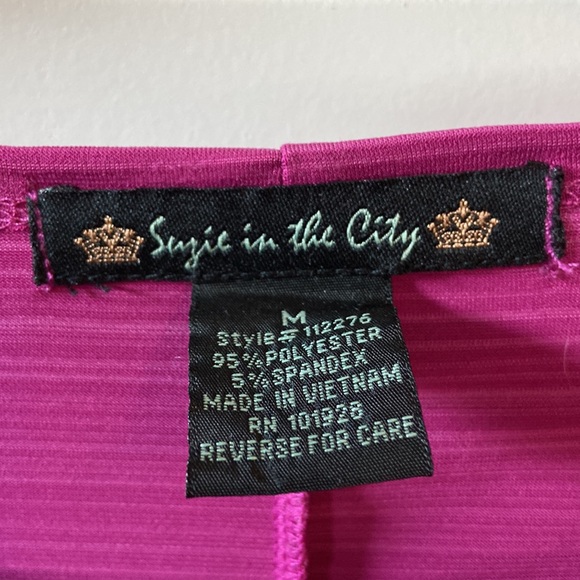 Suzie in the City
M
Style# 112276
95%POLYESTER
5%SPANDEX
MADE IN VIETNAM
RN 101928
REVERSE FOR CARE